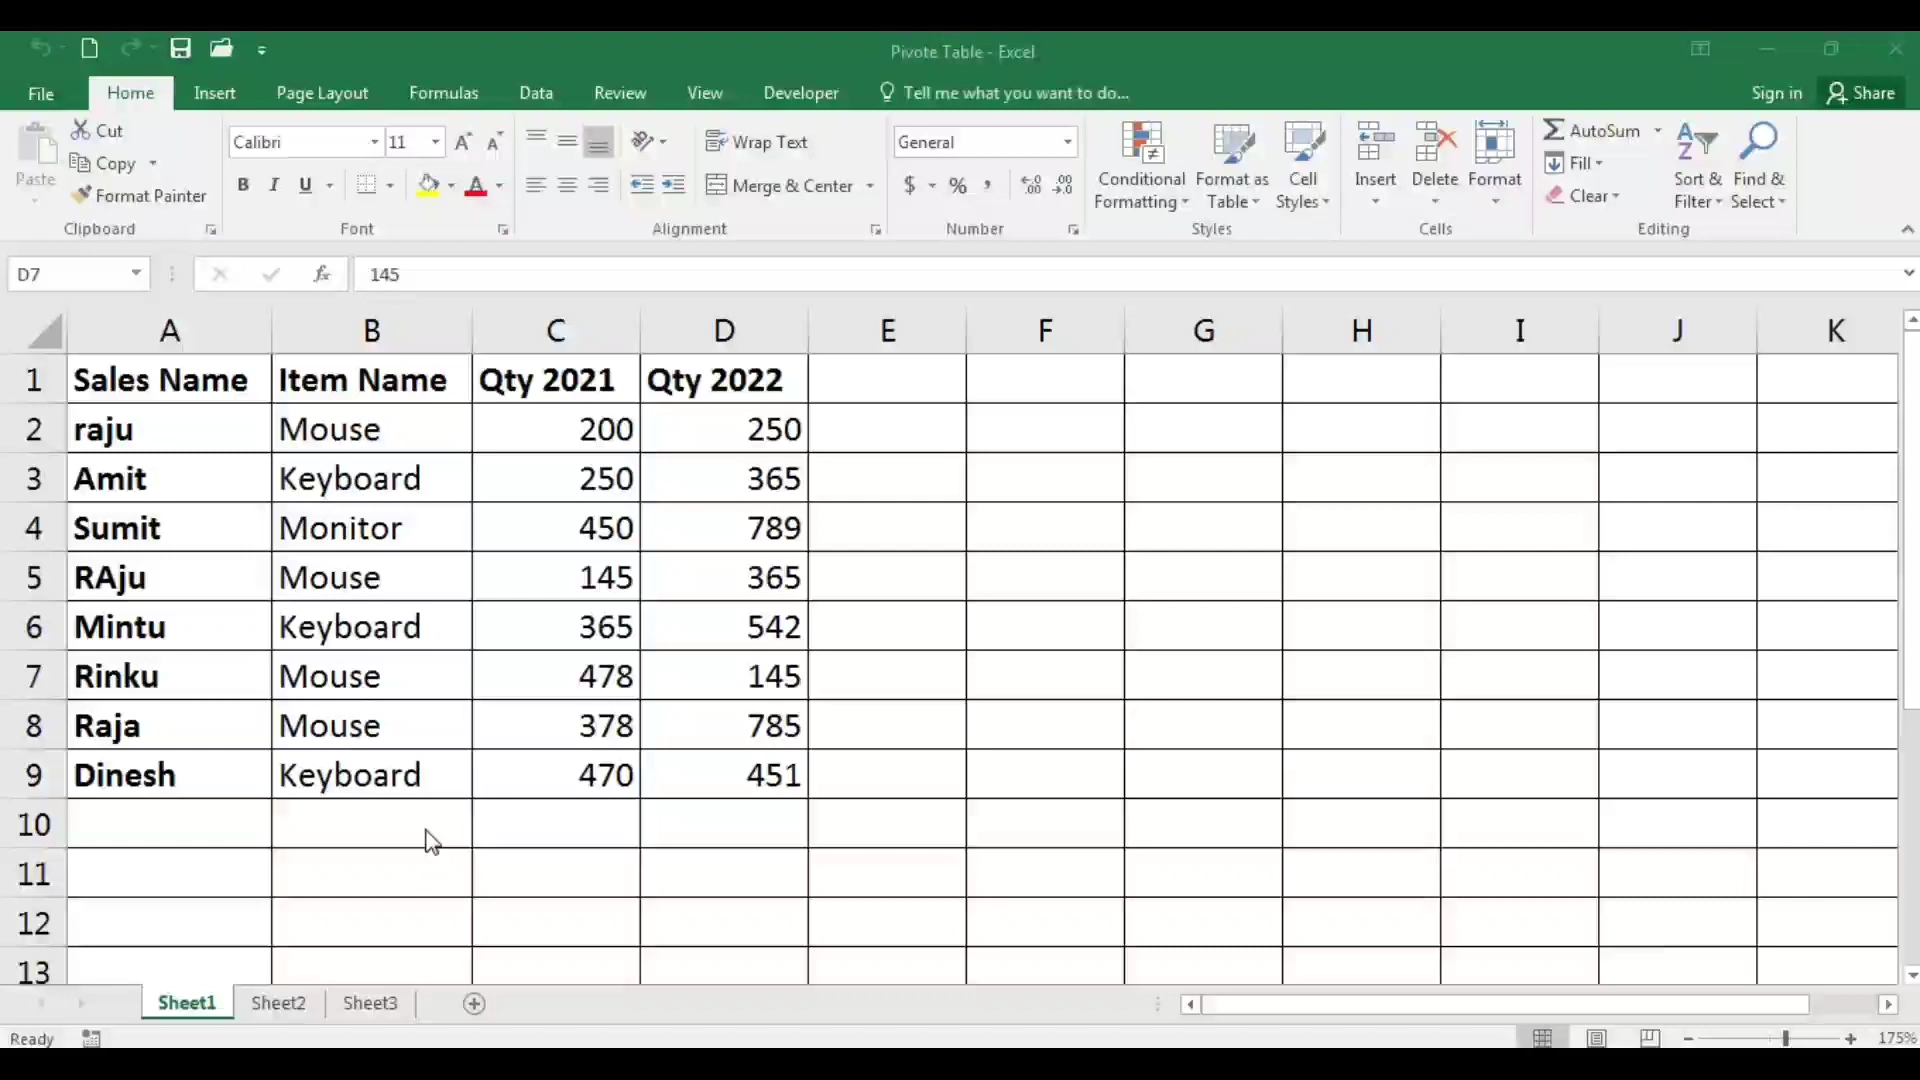 Pivote Table - Excel
File Home Insert Page Layout Formulas Data Review View Developer Tell me what you want to do... Sign in Share
Paste
Cut
Copy
Format Painter
Clipboard
Calibri 11
B I U
Font
Wrap Text
Merge & Center
Alignment
General
$ % ,
Number
Conditional Formatting
Format as Table
Cell Styles
Styles
Insert Delete Format
Cells
AutoSum
Fill
Clear
Sort & Filter
Find & Select
Editing
D7 fx 145
A B C D E F G H I J K
1 Sales Name Item Name Qty 2021 Qty 2022
2 raju Mouse 200 250
3 Amit Keyboard 250 365
4 Sumit Monitor 450 789
5 RAju Mouse 145 365
6 Mintu Keyboard 365 542
7 Rinku Mouse 478 145
8 Raja Mouse 378 785
9 Dinesh Keyboard 470 451
10
11
12
13
Sheet1 Sheet2 Sheet3
Ready 175%